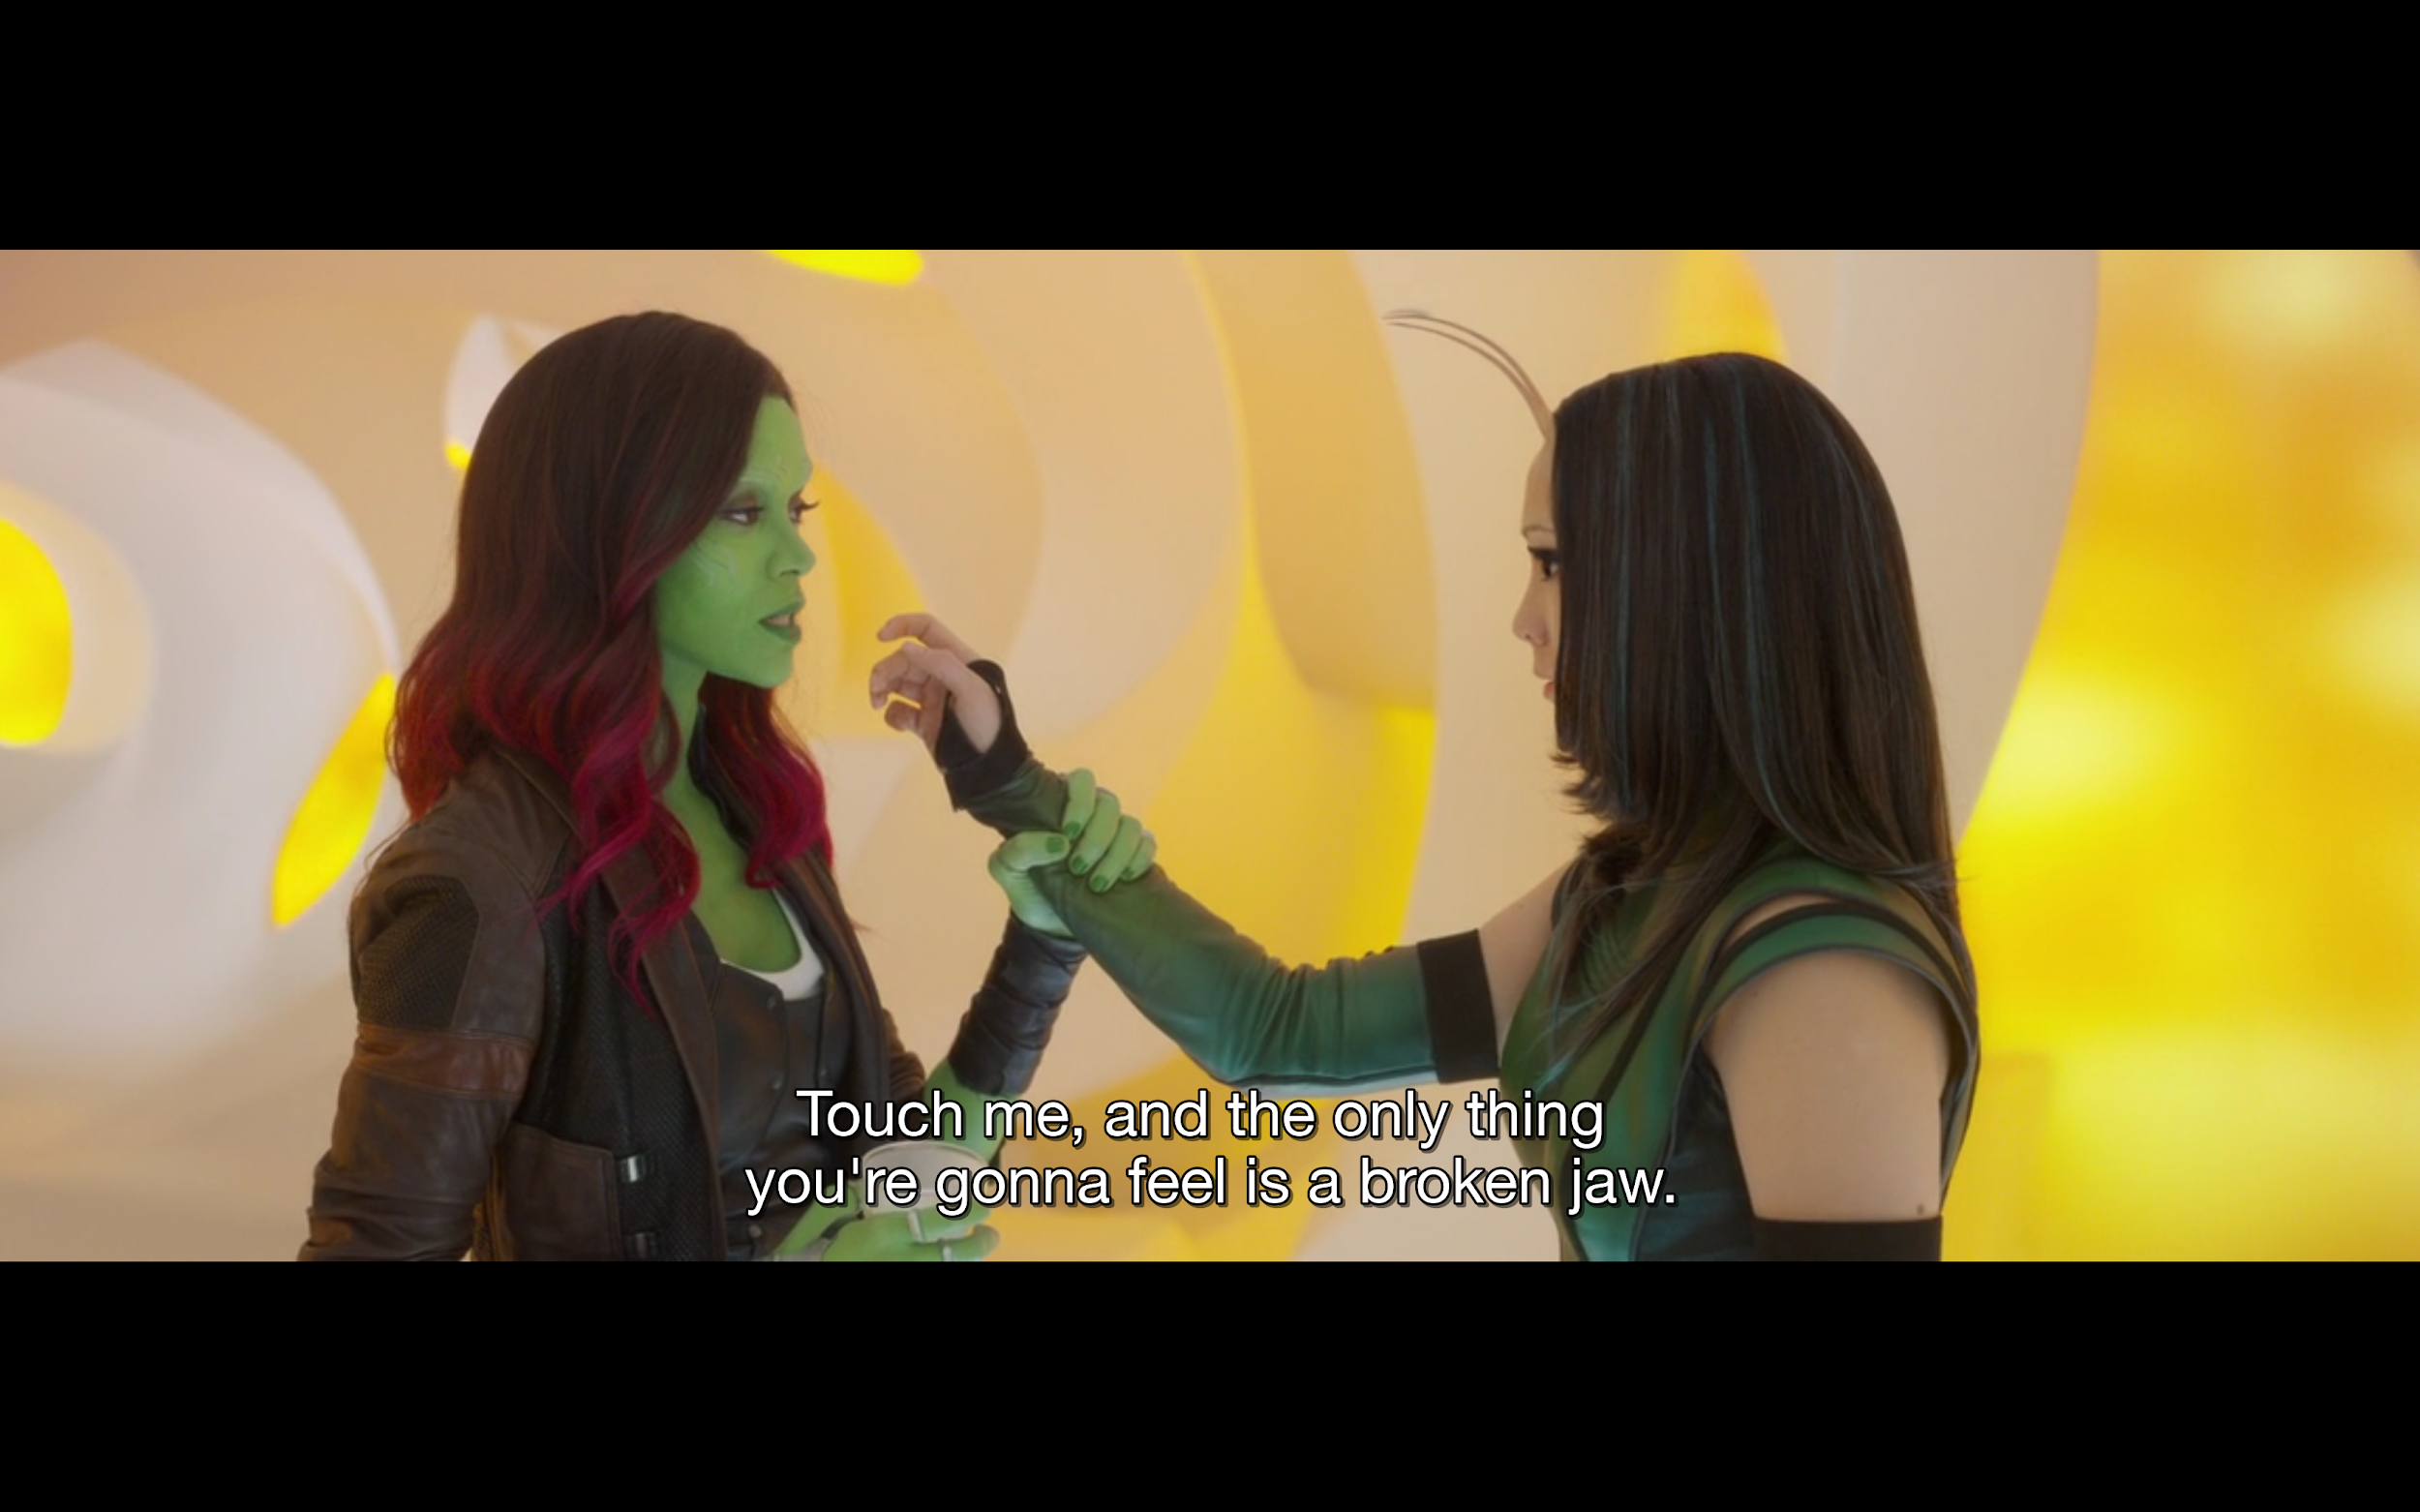 Touch me, and the only thing
you're gonna feel is a broken jaw.